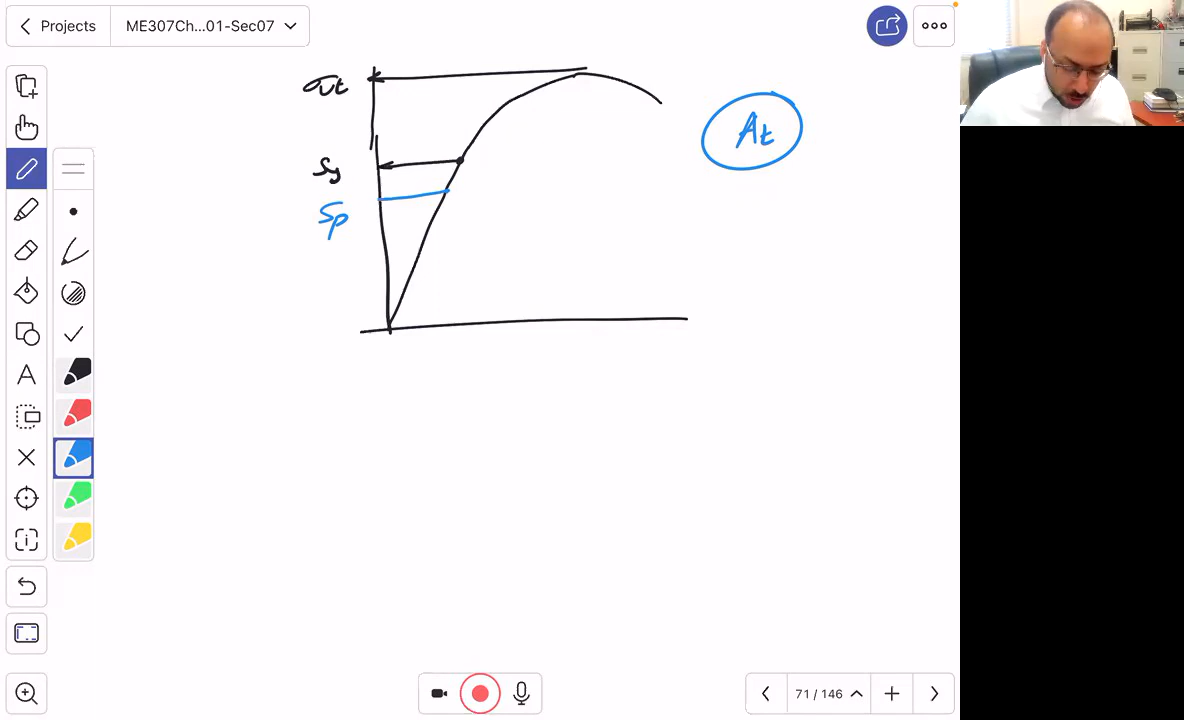 Projects
ME307Ch...01-Sec07
σut
Sy
Sp
At
A
71 / 146